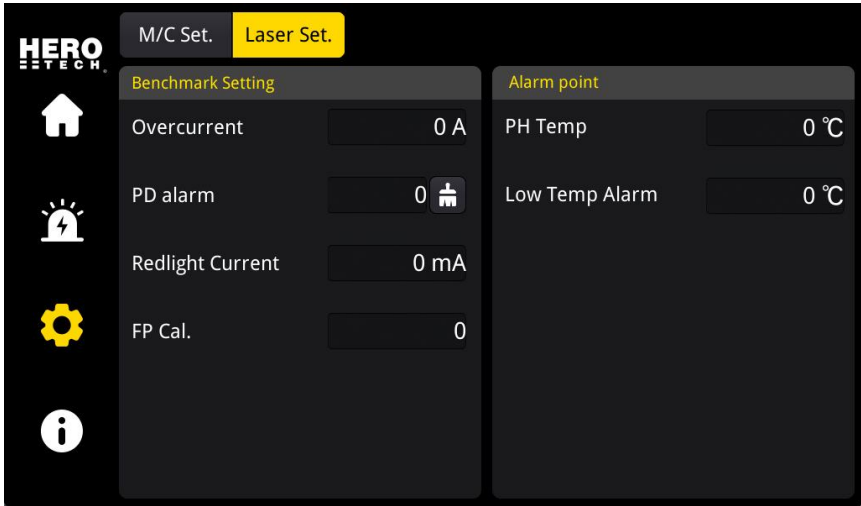 HERO
TECH
M/C Set.
Laser Set.
Benchmark Setting
Overcurrent
0 A
PD alarm
0
Redlight Current
0 mA
FP Cal.
0
Alarm point
PH Temp
0 ℃
Low Temp Alarm
0 ℃